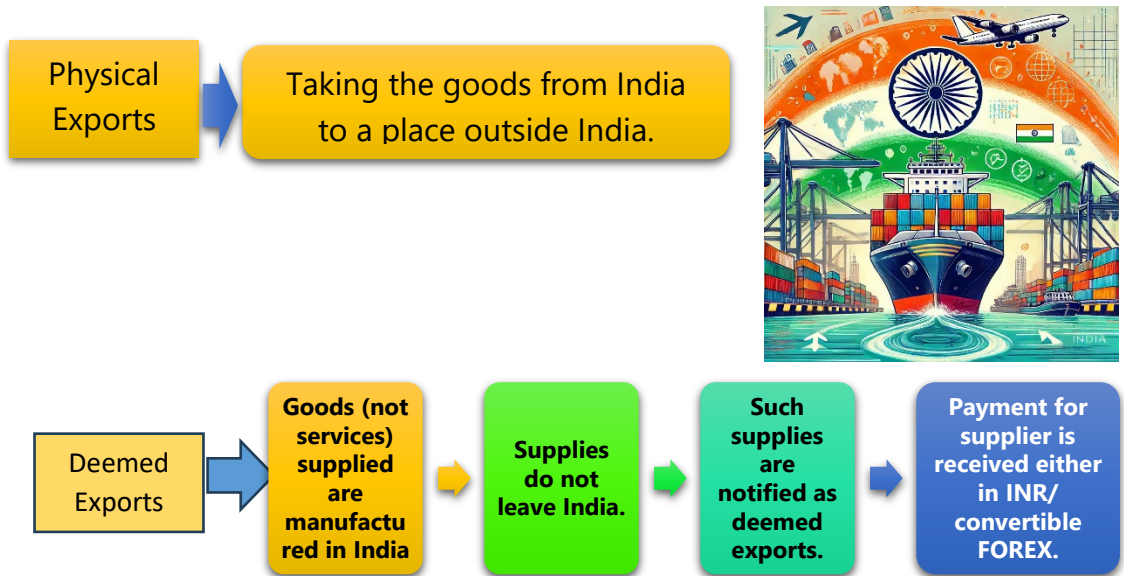 Physical
Exports
Taking the goods from India
to a place outside India.
INDIA
Deemed
Exports
Goods (not
services)
supplied
are
manufactu
red in India
Supplies
do not
leave India.
Such
supplies
are
notified as
deemed
exports.
Payment for
supplier is
received either
in INR/
convertible
FOREX.